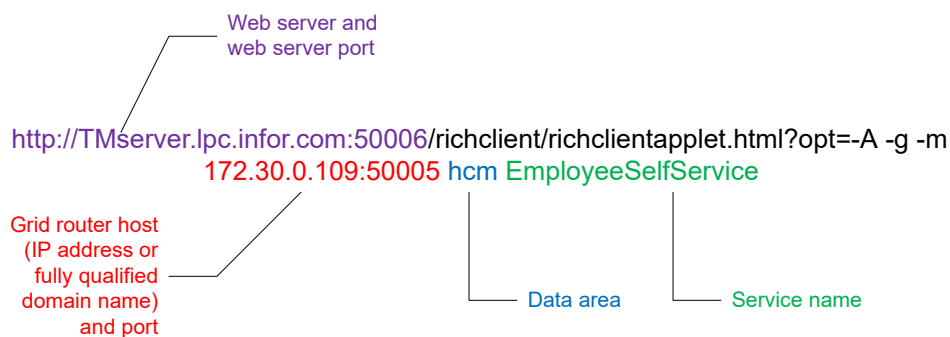 Web server and
web server port
http://TMserver.lpc.infor.com:50006/richclient/richclientapplet.html?opt=-A -g -m
172.30.0.109:50005 hcm EmployeeSelfService
Grid router host
(IP address or
fully qualified
domain name)
and port
Data area
Service name